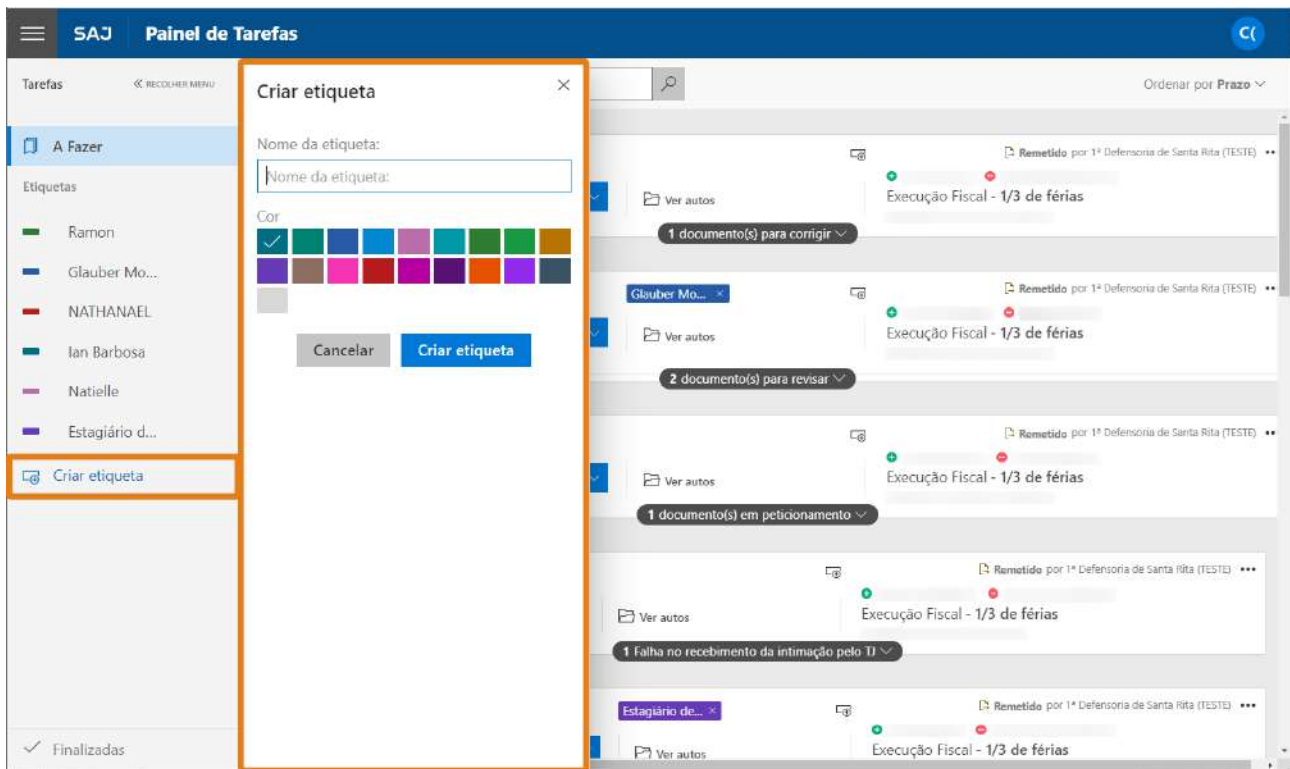 SAJ Painel de Tarefas C(
Tarefas RECOLHER MENU
Ordenar por Prazo
A Fazer
Etiquetas
Ramon
Glauber Mo...
NATHANAEL
Ian Barbosa
Natielle
Estagiário d...
Criar etiqueta
Finalizadas
Criar etiqueta
Nome da etiqueta:
Nome da etiqueta:
Cor
Cancelar Criar etiqueta
Remetido por 1ª Defensoria de Santa Rita (TESTE)
Ver autos
Execução Fiscal - 1/3 de férias
1 documento(s) para corrigir
Glauber Mo... ×
Remetido por 1ª Defensoria de Santa Rita (TESTE)
Ver autos
Execução Fiscal - 1/3 de férias
2 documento(s) para revisar
Remetido por 1ª Defensoria de Santa Rita (TESTE)
Ver autos
Execução Fiscal - 1/3 de férias
1 documento(s) em peticionamento
Remetido por 1ª Defensoria de Santa Rita (TESTE)
Ver autos
Execução Fiscal - 1/3 de férias
1 Falha no recebimento da intimação pelo TJ
Estagiário de... ×
Remetido por 1ª Defensoria de Santa Rita (TESTE)
Ver autos
Execução Fiscal - 1/3 de férias